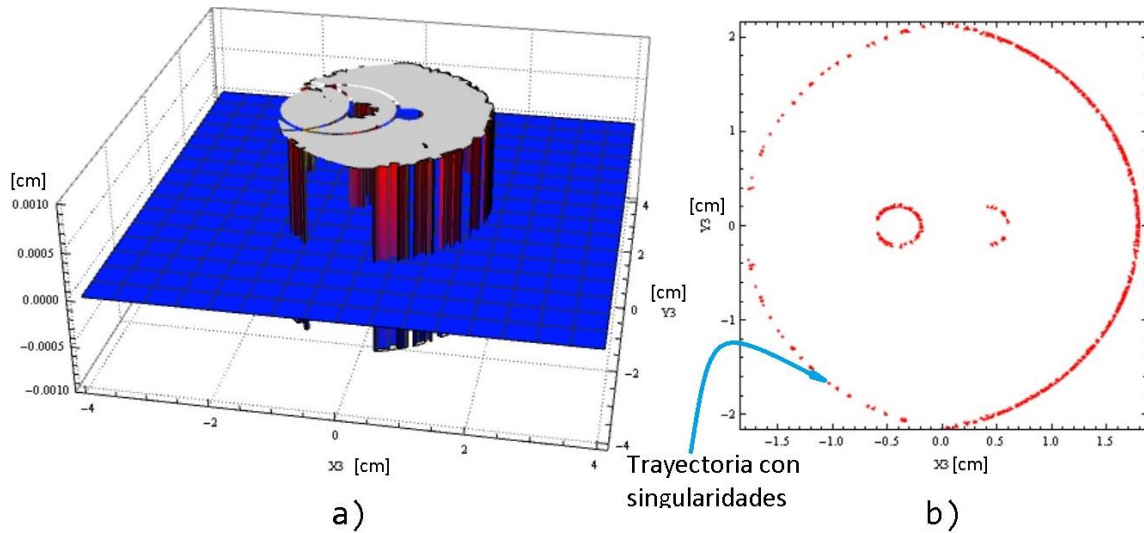 [cm]
0.0010
0.0005
0.0000
−0.0005
−0.0010
−4
−2
0
2
4
X3 [cm]
4
2
[cm]
0
Y3
−2
−4
a)
2
1
[cm]
Y3
0
−1
−2
−1.5
−1.0
−0.5
0.0
0.5
1.0
1.5
X3 [cm]
Trayectoria con
singularidades
b)